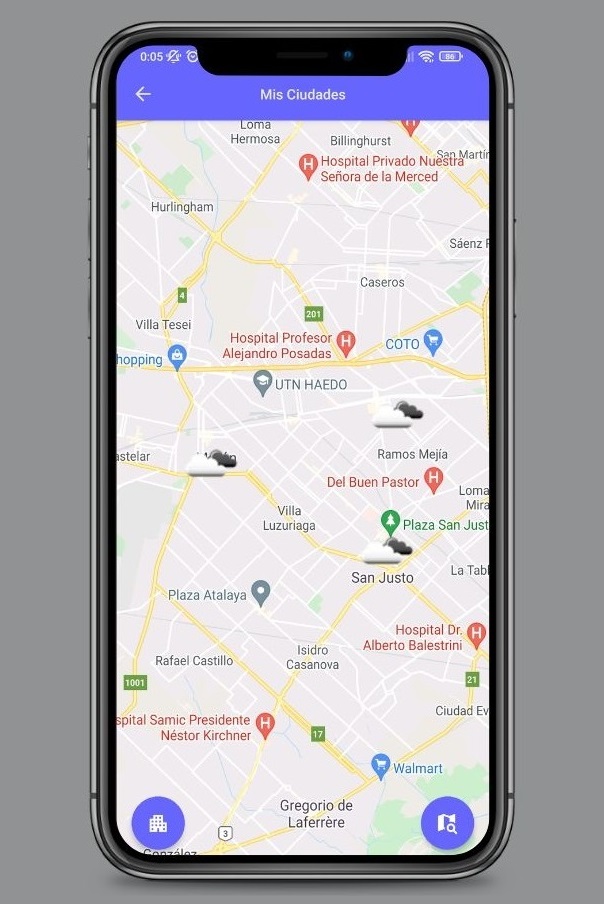 0:05
86
Mis Ciudades
Loma
Hermosa
Billinghurst
San Martín
Hospital Privado Nuestra
Señora de la Merced
Hurlingham
Sáenz P
Caseros
4
201
Villa Tesei
Hospital Profesor
Alejandro Posadas
COTO
hopping
UTN HAEDO
astelar
Ramos Mejía
Del Buen Pastor
Loma
Mira
Villa
Luzuriaga
Plaza San Just
San Justo
La Tabl
Plaza Atalaya
Hospital Dr.
Alberto Balestrini
Isidro
Casanova
Rafael Castillo
1001
21
Ciudad Ev
spital Samic Presidente
Néstor Kirchner
17
Walmart
Gregorio de
Laferrère
3
González